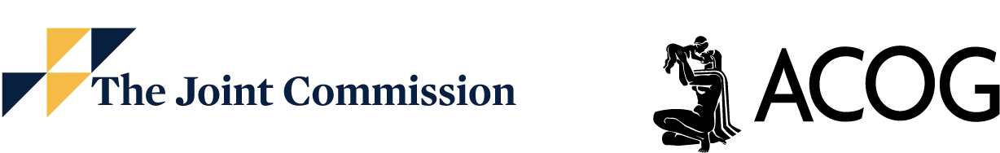 The Joint Commission
ACOG